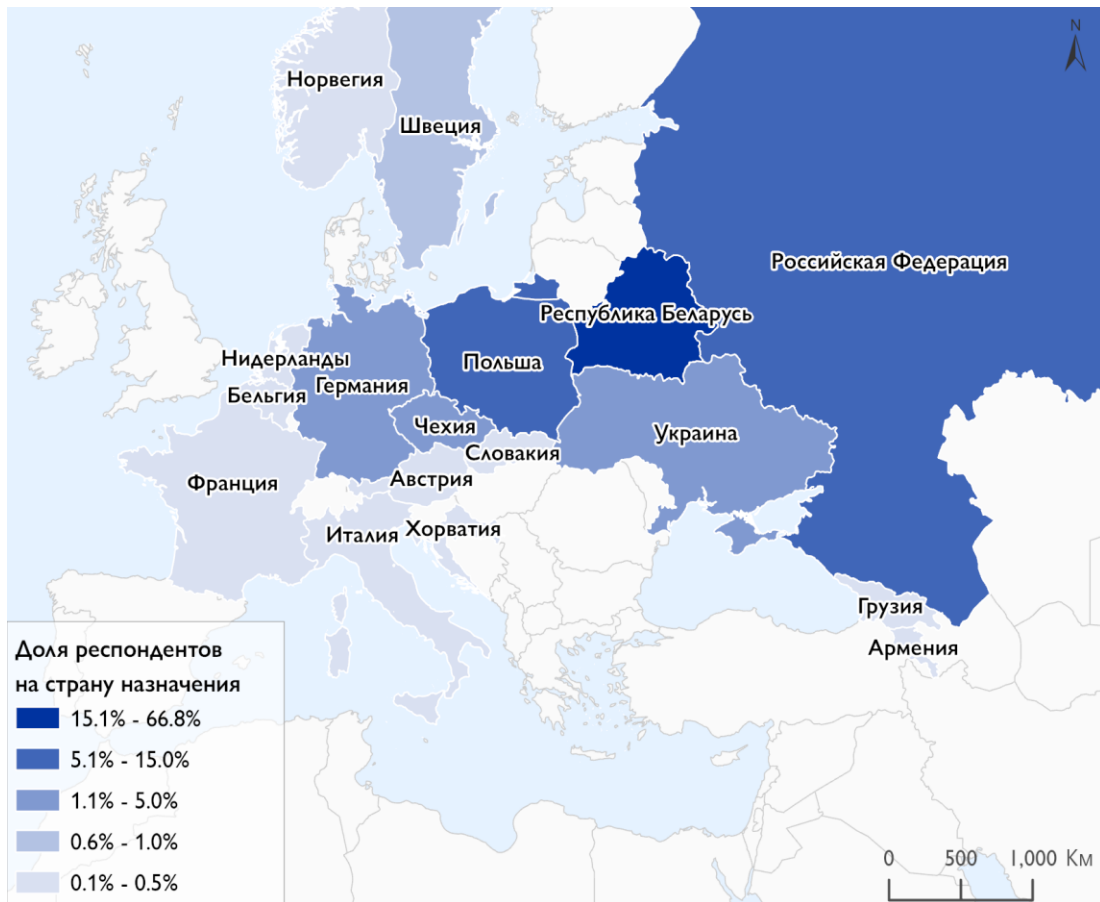 N
Норвегия
Швеция
Российская Федерация
Республика Беларусь
Нидерланды
Польша
Германия
Бельгия
Чехия
Украина
Словакия
Франция
Австрия
Италия
Хорватия
Грузия
Армения
Доля респондентов
на страну назначения
15.1% - 66.8%
5.1% - 15.0%
1.1% - 5.0%
0.6% - 1.0%
0.1% - 0.5%
0 500 1,000 Км